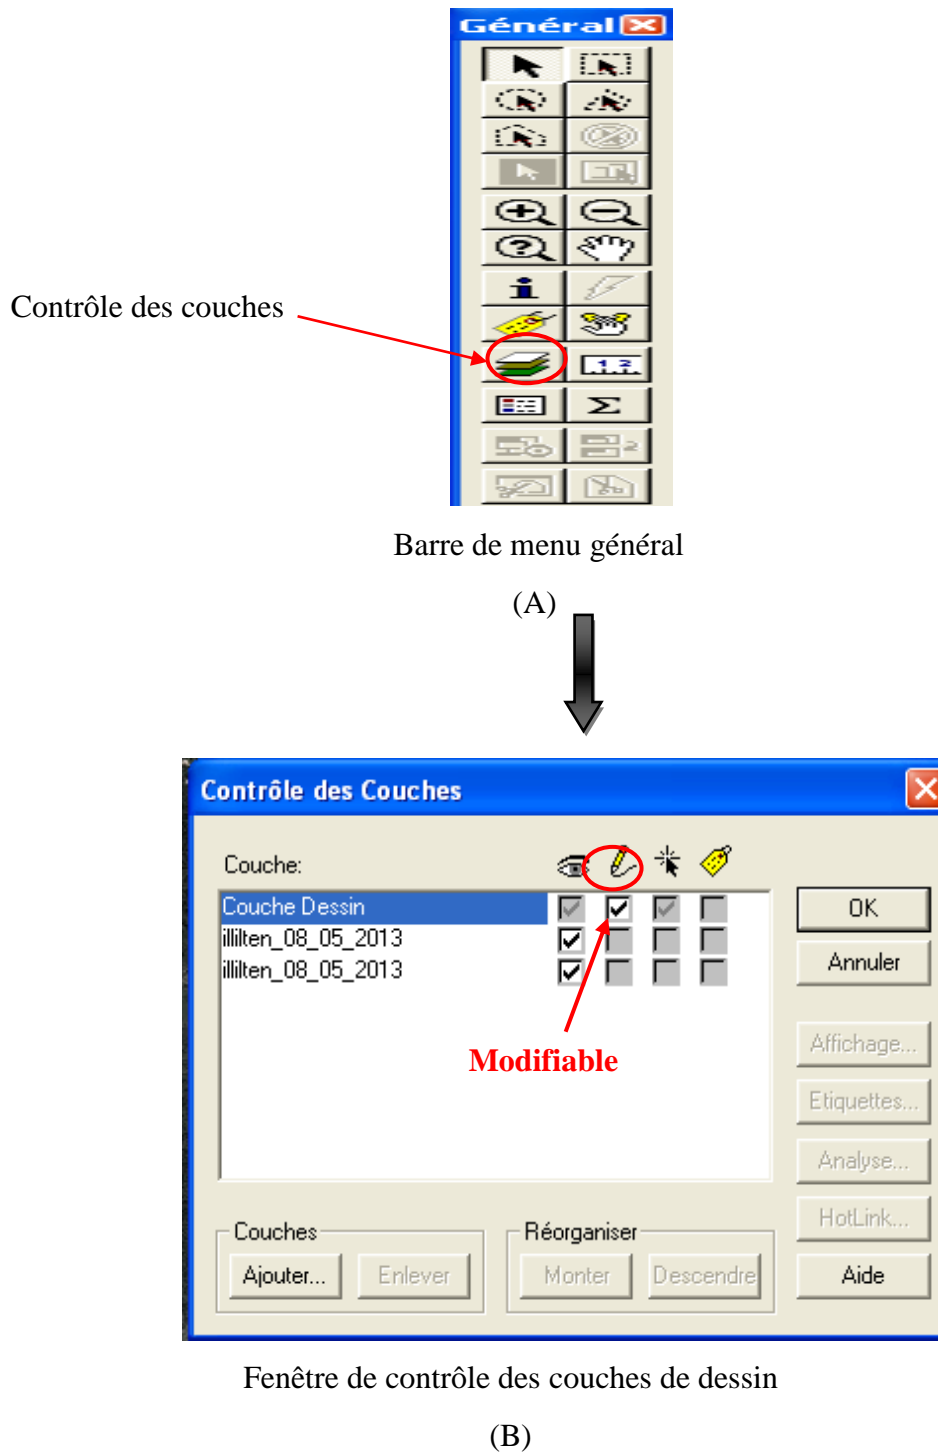 Général
Contrôle des couches
1 2
Σ
Barre de menu général
(A)
Contrôle des Couches
Couche:
Couche Dessin
illilten_08_05_2013
illilten_08_05_2013
Modifiable
OK
Annuler
Affichage...
Etiquettes...
Analyse...
HotLink...
Aide
Couches
Ajouter...
Enlever
Réorganiser
Monter
Descendre
Fenêtre de contrôle des couches de dessin
(B)